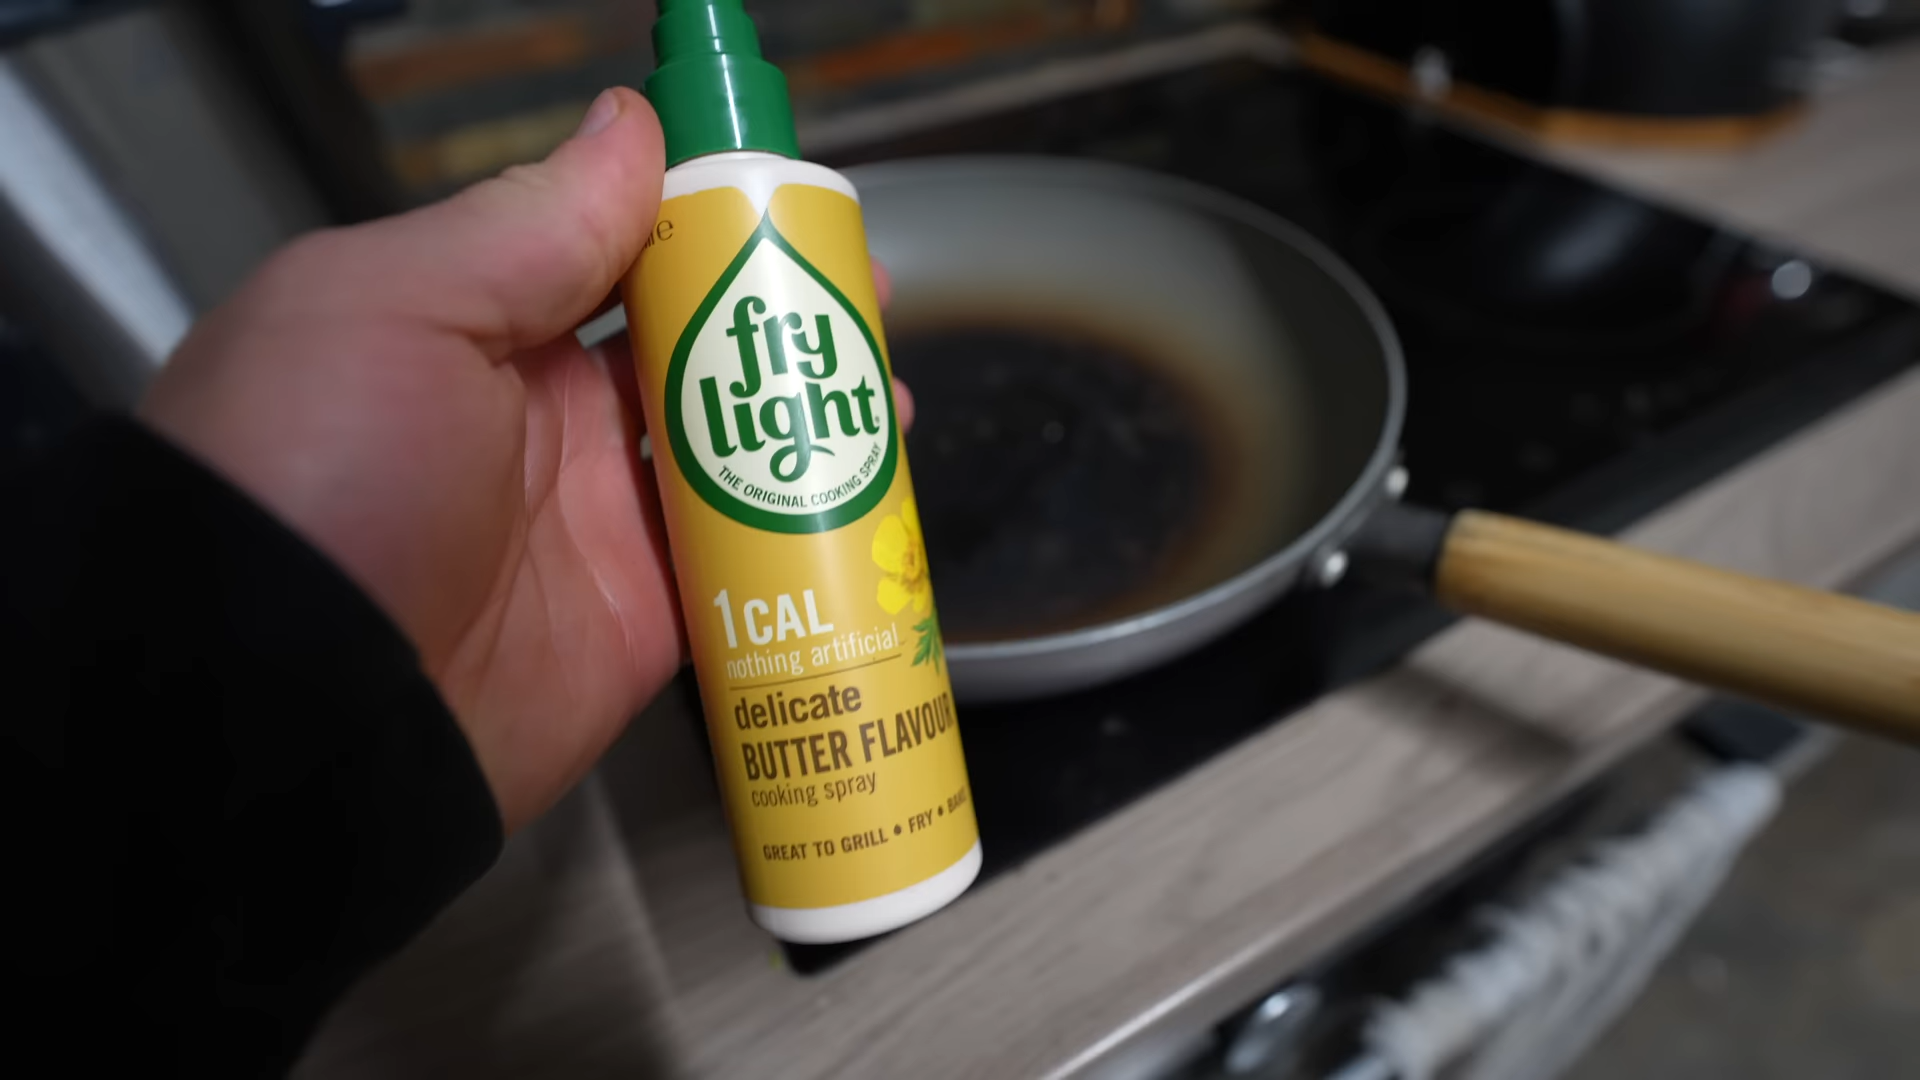 fry
light
THE ORIGINAL COOKING SPRAY
1 CAL
nothing artificial
delicate
BUTTER FLAVOUR
cooking spray
GREAT TO GRILL • FRY •